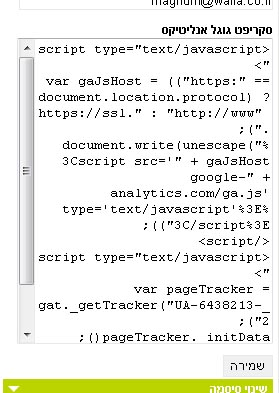 magnum@walla.co.il
סקריפט גוגל אנליטיקס
script type="text/javascript>
"<
var gaJsHost = (("https:" ==
document.location.protocol) ?
https://ssl." : "http://www"
.");
document.write(unescape("%
3Cscript src='" + gaJsHost
google-" +
analytics.com/ga.js'
type='text/javascript'%3E%
"));3C/script%3E
<script/>
script type="text/javascript>
"<
var pageTracker =
gat._getTracker("UA-6438213-_
");2
;()pageTracker._initData
שמירה
שינוי סיסמה